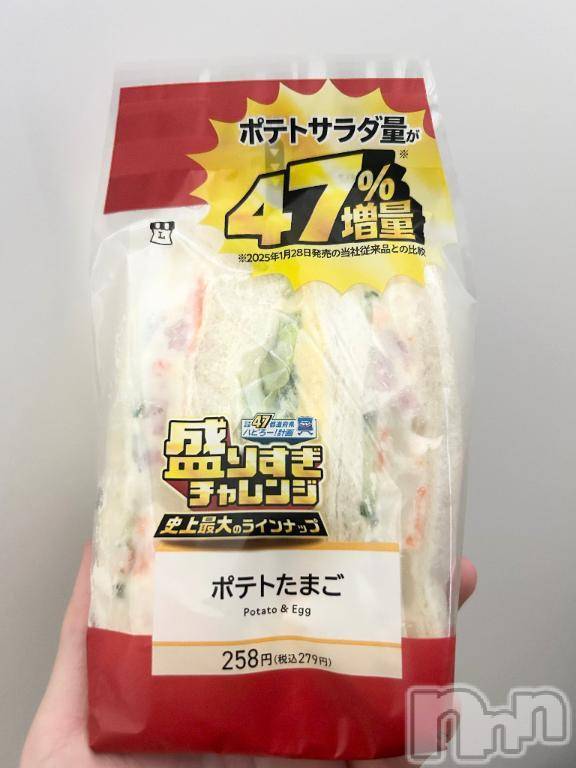 ポテトサラダ量が
47%増量※
※2025年1月28日発売の当社従来品との比較
L
47都道府県
ハピろー!計画
盛りすぎ
チャレンジ
史上最大のラインナップ
ポテトたまご
Potato & Egg
258円(税込279円)
nnn